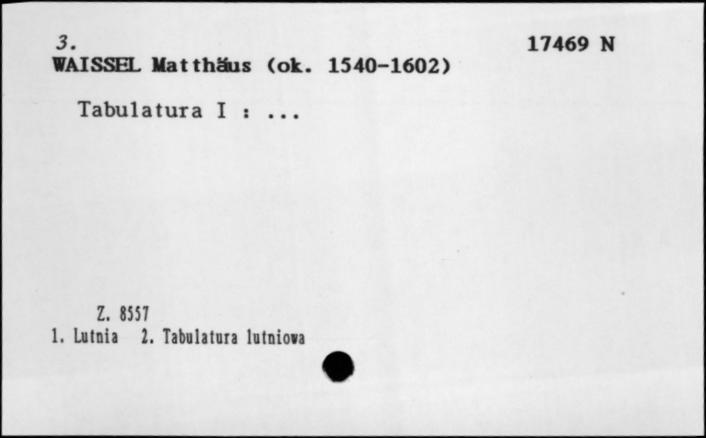 3.
17469 N
WAISSEL Matthäus (ok. 1540-1602)
Tabulatura I : ...
Z. 8557
1. Lutnia 2. Tabulatura lutniowa